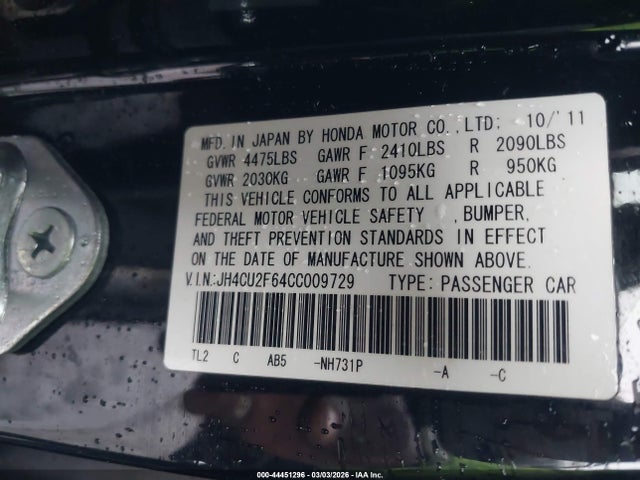 MFD. IN JAPAN BY HONDA MOTOR CO.,LTD: 10/'11
GVWR 4475LBS GAWR F 2410LBS R 2090LBS
GVWR 2030KG GAWR F 1095KG R 950KG
THIS VEHICLE CONFORMS TO ALL APPLICABLE
FEDERAL MOTOR VEHICLE SAFETY , BUMPER,
AND THEFT PREVENTION STANDARDS IN EFFECT
ON THE DATE OF MANUFACTURE SHOWN ABOVE.
V.I.N:JH4CU2F64CC009729 TYPE: PASSENGER CAR
TL2 C AB5 -NH731P -A -C
000-44451296 - 03/03/2026 - IAA Inc.